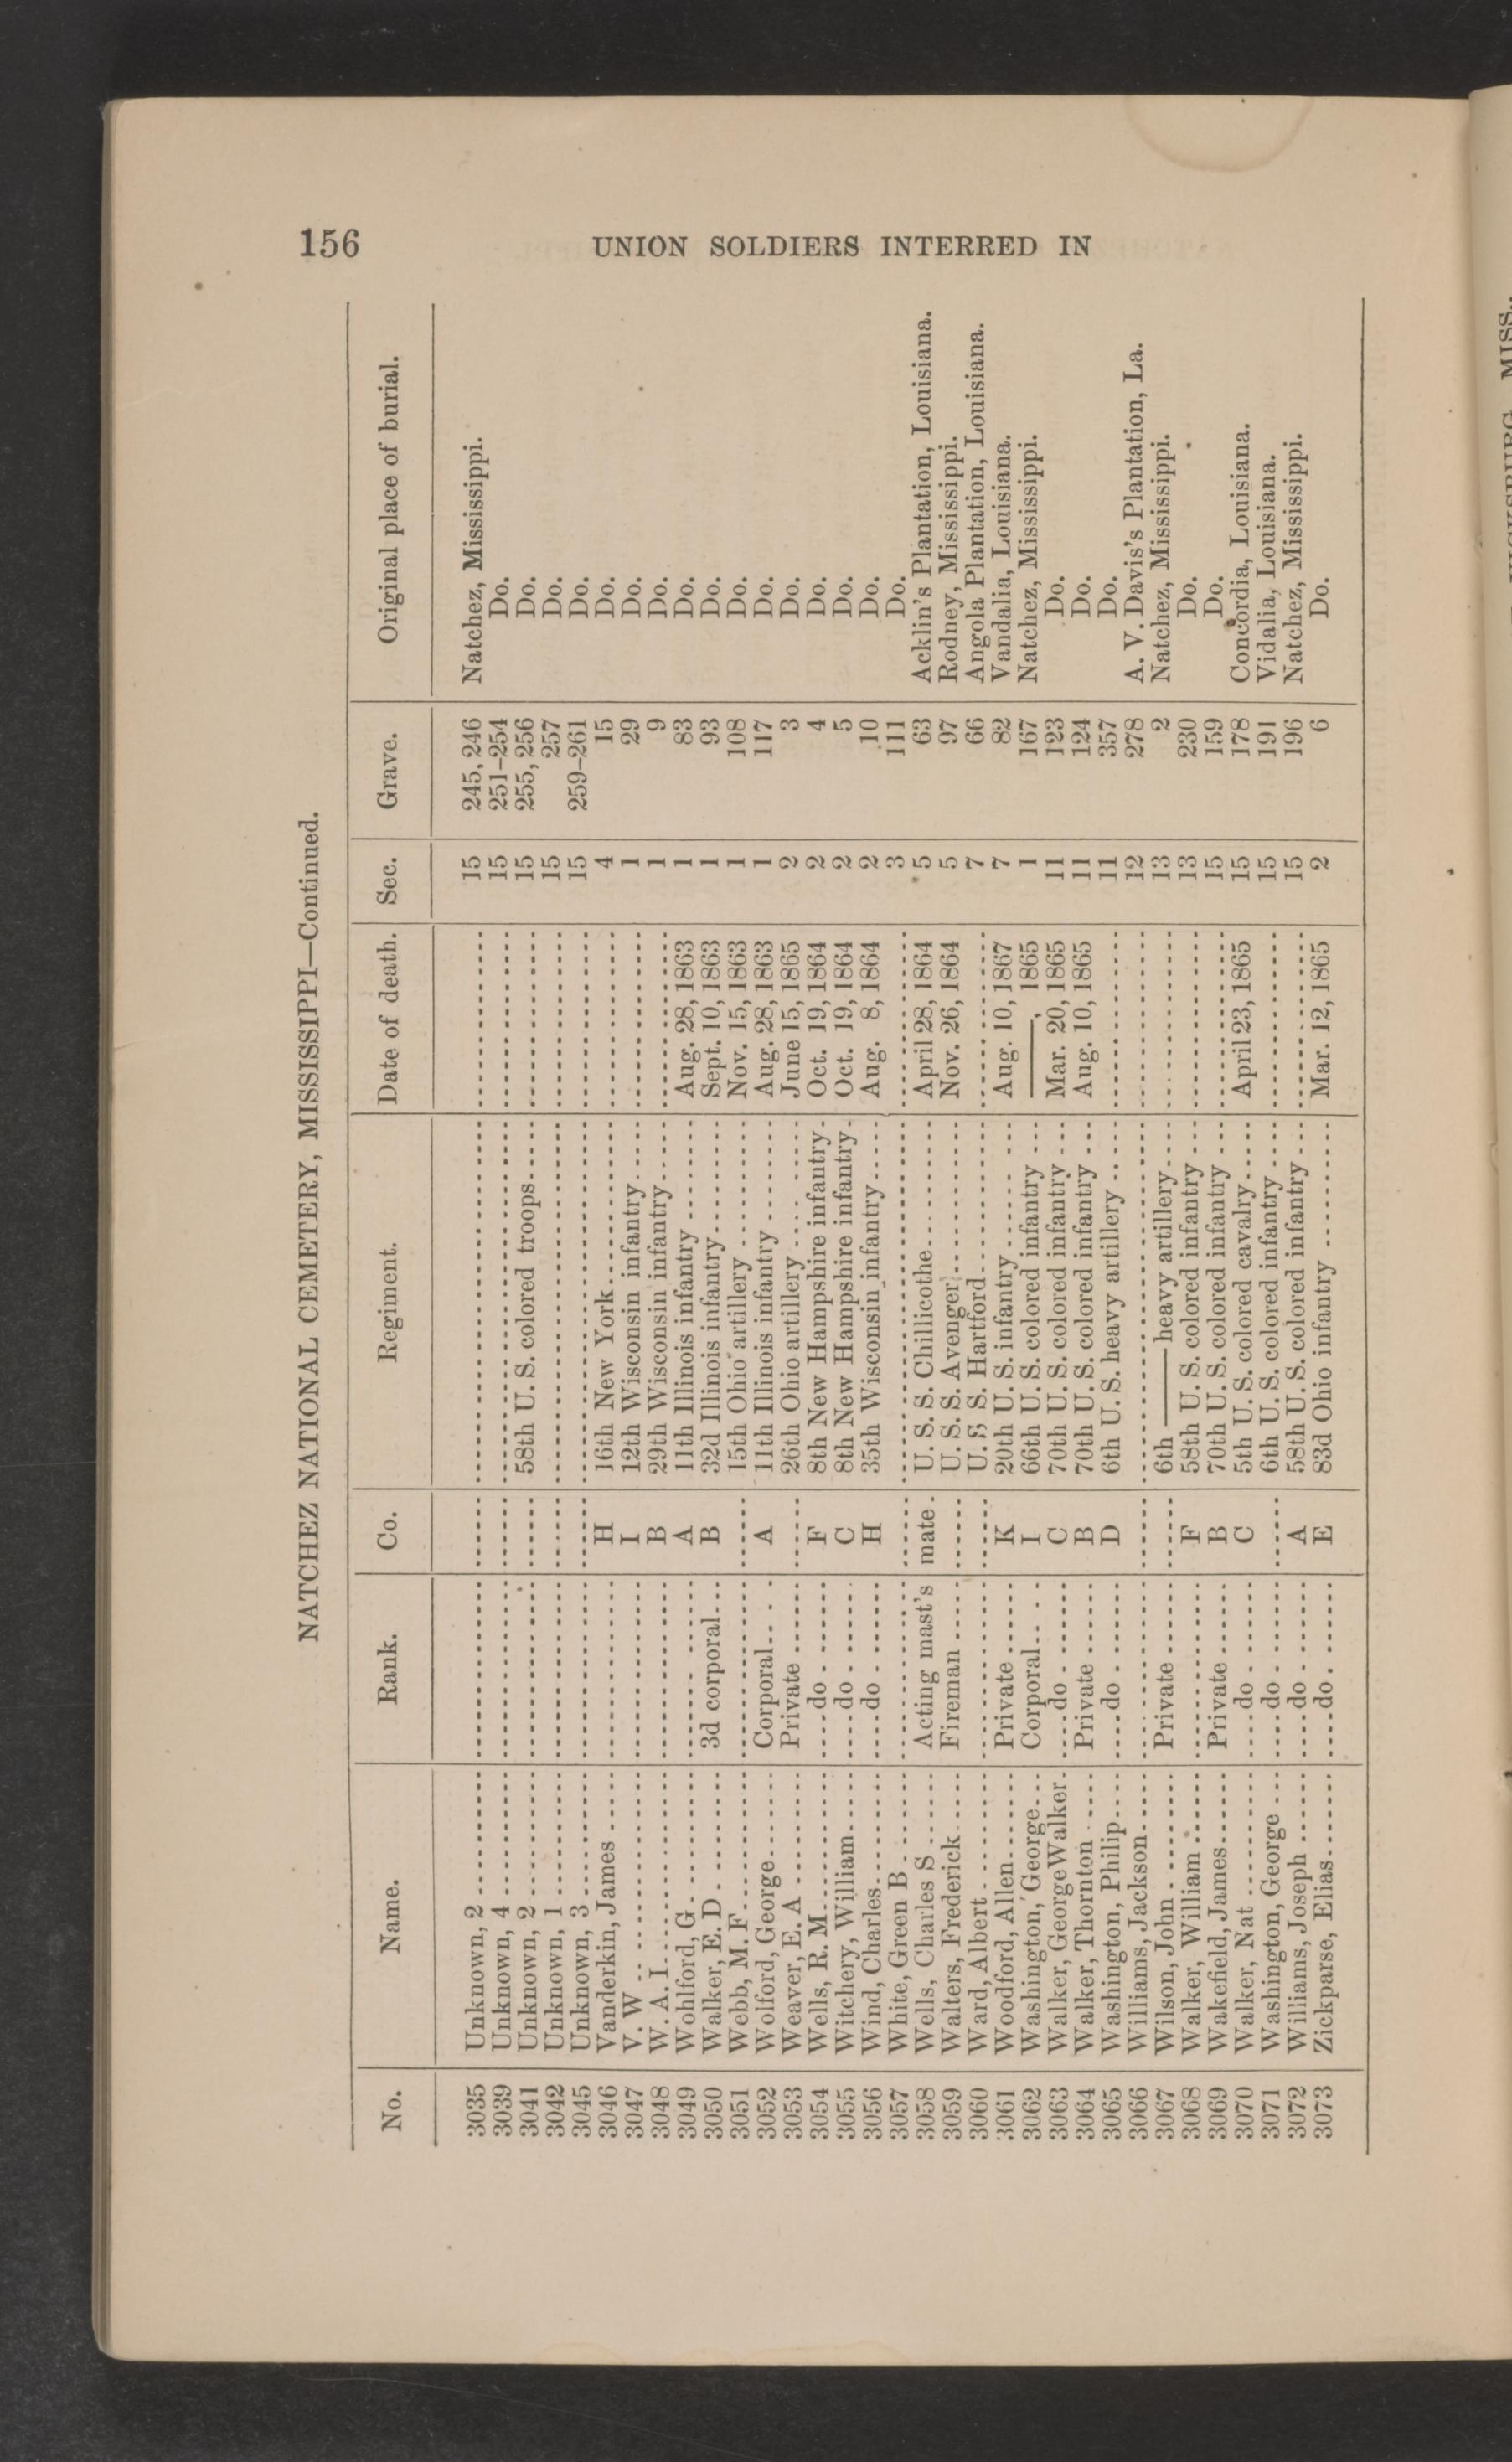 156
UNION SOLDIERS INTERRED IN
NATCHEZ NATIONAL CEMETERY, MISSISSIPPI—Continued.
No. Name. Rank. Co. Regiment. Date of death. Sec. Grave. Original place of burial.
3035 Unknown, 2 15 245, 246 Natchez, Mississippi.
3039 Unknown, 4 15 251–254 Do.
3041 Unknown, 2 58th U. S. colored troops 15 255, 256 Do.
3042 Unknown, 1 15 257 Do.
3045 Unknown, 3 15 259–261 Do.
3046 Vanderkin, James H 16th New York 4 15 Do.
3047 V. W I 12th Wisconsin infantry 1 29 Do.
3048 W. A. I B 29th Wisconsin infantry 1 9 Do.
3049 Wohlford, G A 11th Illinois infantry Aug. 28, 1863 1 83 Do.
3050 Walker, E. D 3d corporal B 32d Illinois infantry Sept. 10, 1863 1 93 Do.
3051 Webb, M. F 15th Ohio artillery Nov. 15, 1863 1 108 Do.
3052 Wolford, George Corporal A 11th Illinois infantry Aug. 28, 1863 1 117 Do.
3053 Weaver, E. A Private 26th Ohio artillery June 15, 1865 2 3 Do.
3054 Wells, R. M do F 8th New Hampshire infantry Oct. 19, 1864 2 4 Do.
3055 Witchery, William do C 8th New Hampshire infantry Oct. 19, 1864 2 5 Do.
3056 Wind, Charles do H 35th Wisconsin infantry Aug. 8, 1864 2 10 Do.
3057 White, Green B 3 111 Do.
3058 Wells, Charles S Acting mast's mate. U. S. S. Chillicothe April 28, 1864 5 63 Acklin's Plantation, Louisiana.
3059 Walters, Frederick Fireman U. S. S. Avenger Nov. 26, 1864 5 97 Rodney, Mississippi.
3060 Ward, Albert U. S. S. Hartford 7 66 Angola Plantation, Louisiana.
3061 Woodford, Allen Private K 20th U. S. infantry Aug. 10, 1867 7 82 Vandalia, Louisiana.
3062 Washington, George Corporal I 66th U. S. colored infantry ——, 1865 1 167 Natchez, Mississippi.
3063 Walker, George Walker do C 70th U. S. colored infantry Mar. 20, 1865 11 123 Do.
3064 Walker, Thornton Private B 70th U. S. colored infantry Aug. 10, 1865 11 124 Do.
3065 Washington, Philip do D 6th U. S. heavy artillery 11 357 Do.
3066 Williams, Jackson 12 278 A. V. Davis's Plantation, La.
3067 Wilson, John Private 6th —— heavy artillery 13 2 Natchez, Mississippi.
3068 Walker, William F 58th U. S. colored infantry 13 230 Do.
3069 Wakefield, James Private B 70th U. S. colored infantry 15 159 Do.
3070 Walker, Nat do C 5th U. S. colored cavalry April 23, 1865 15 178 Concordia, Louisiana.
3071 Washington, George do 6th U. S. colored infantry 15 191 Vidalia, Louisiana.
3072 Williams, Joseph do A 58th U. S. colored infantry 15 196 Natchez, Mississippi.
3073 Zickparse, Elias do E 83d Ohio infantry Mar. 12, 1865 2 6 Do.
MISS.